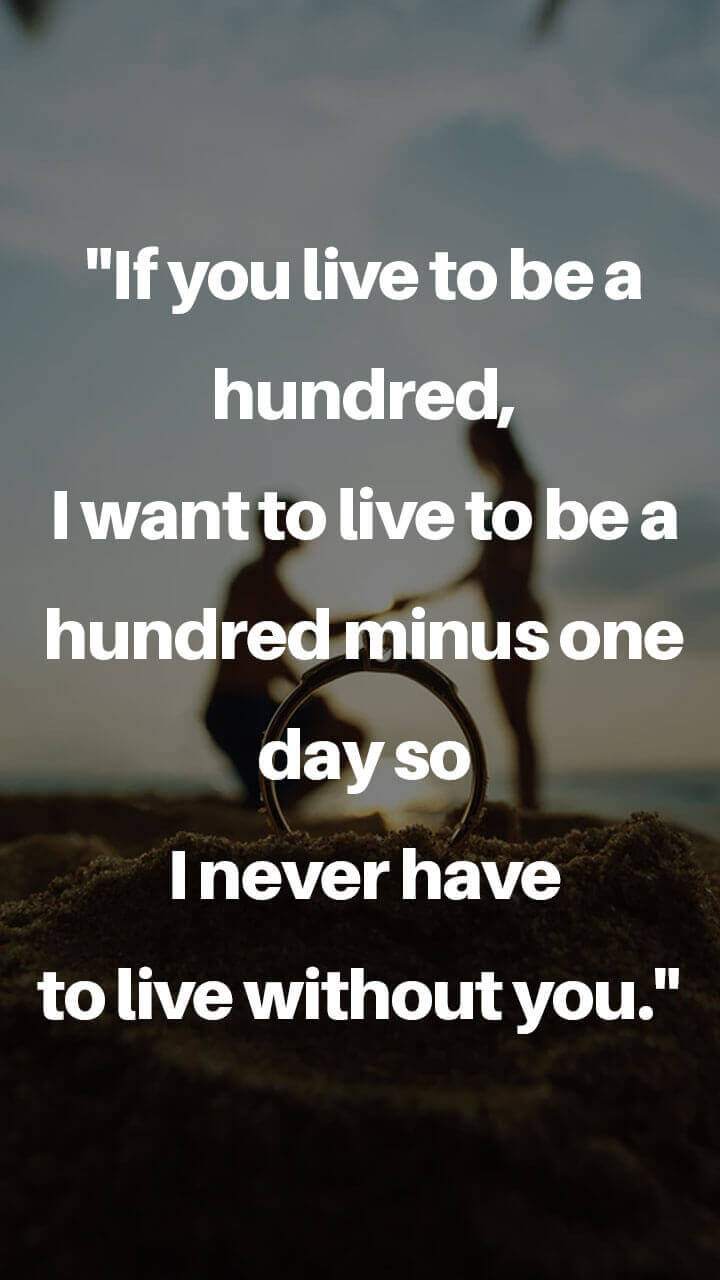 "If you live to be a
hundred,
I want to live to be a
hundred minus one
day so
I never have
to live without you."